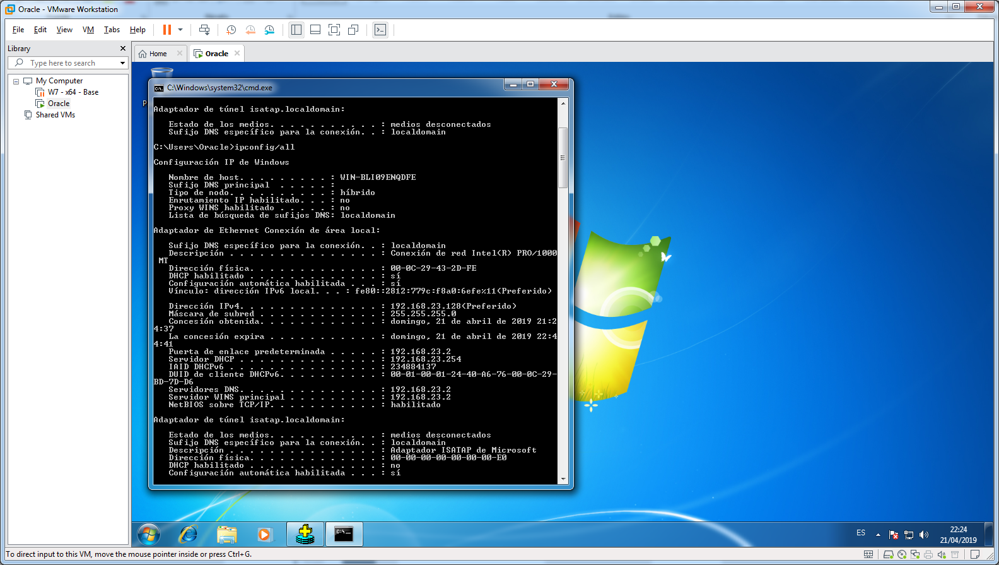 Oracle - VMware Workstation
File Edit View VM Tabs Help
Library
Type here to search
My Computer
W7 - x64 - Base
Oracle
Shared VMs
Home
Oracle
P
C:\Windows\system32\cmd.exe
Adaptador de túnel isatap.localdomain:
Estado de los medios. . . . . . . . . . . : medios desconectados
Sufijo DNS específico para la conexión. . : localdomain
C:\Users\Oracle>ipconfig/all
Configuración IP de Windows
Nombre de host. . . . . . . . . : WIN-BLI09ENQDFE
Sufijo DNS principal  . . . . . :
Tipo de nodo. . . . . . . . . . : híbrido
Enrutamiento IP habilitado. . . : no
Proxy WINS habilitado . . . . . : no
Lista de búsqueda de sufijos DNS: localdomain
Adaptador de Ethernet Conexión de área local:
Sufijo DNS específico para la conexión. . : localdomain
Descripción . . . . . . . . . . . . . . . : Conexión de red Intel(R) PRO/1000
MT
Dirección física. . . . . . . . . . . . . : 00-0C-29-43-2D-FE
DHCP habilitado . . . . . . . . . . . . . : sí
Configuración automática habilitada . . . : sí
Vínculo: dirección IPv6 local. . . : fe80::2812:779c:f8a0:6efe%11(Preferido)
Dirección IPv4. . . . . . . . . . . . . . : 192.168.23.128(Preferido)
Máscara de subred . . . . . . . . . . . . : 255.255.255.0
Concesión obtenida. . . . . . . . . . . . : domingo, 21 de abril de 2019 21:2
4:37
La concesión expira . . . . . . . . . . . : domingo, 21 de abril de 2019 22:4
4:41
Puerta de enlace predeterminada . . . . . : 192.168.23.2
Servidor DHCP . . . . . . . . . . . . . . : 192.168.23.254
IAID DHCPv6 . . . . . . . . . . . . . . . : 234884137
DUID de cliente DHCPv6. . . . . . . . . . : 00-01-00-01-24-40-A6-76-00-0C-29-
BD-7D-D6
Servidores DNS. . . . . . . . . . . . . . : 192.168.23.2
Servidor WINS principal . . . . . . . . . : 192.168.23.2
NetBIOS sobre TCP/IP. . . . . . . . . . . : habilitado
Adaptador de túnel isatap.localdomain:
Estado de los medios. . . . . . . . . . . : medios desconectados
Sufijo DNS específico para la conexión. . : localdomain
Descripción . . . . . . . . . . . . . . . : Adaptador ISATAP de Microsoft
Dirección física. . . . . . . . . . . . . : 00-00-00-00-00-00-00-E0
DHCP habilitado . . . . . . . . . . . . . : no
Configuración automática habilitada . . . : sí
ES
22:24
21/04/2019
To direct input to this VM, move the mouse pointer inside or press Ctrl+G.